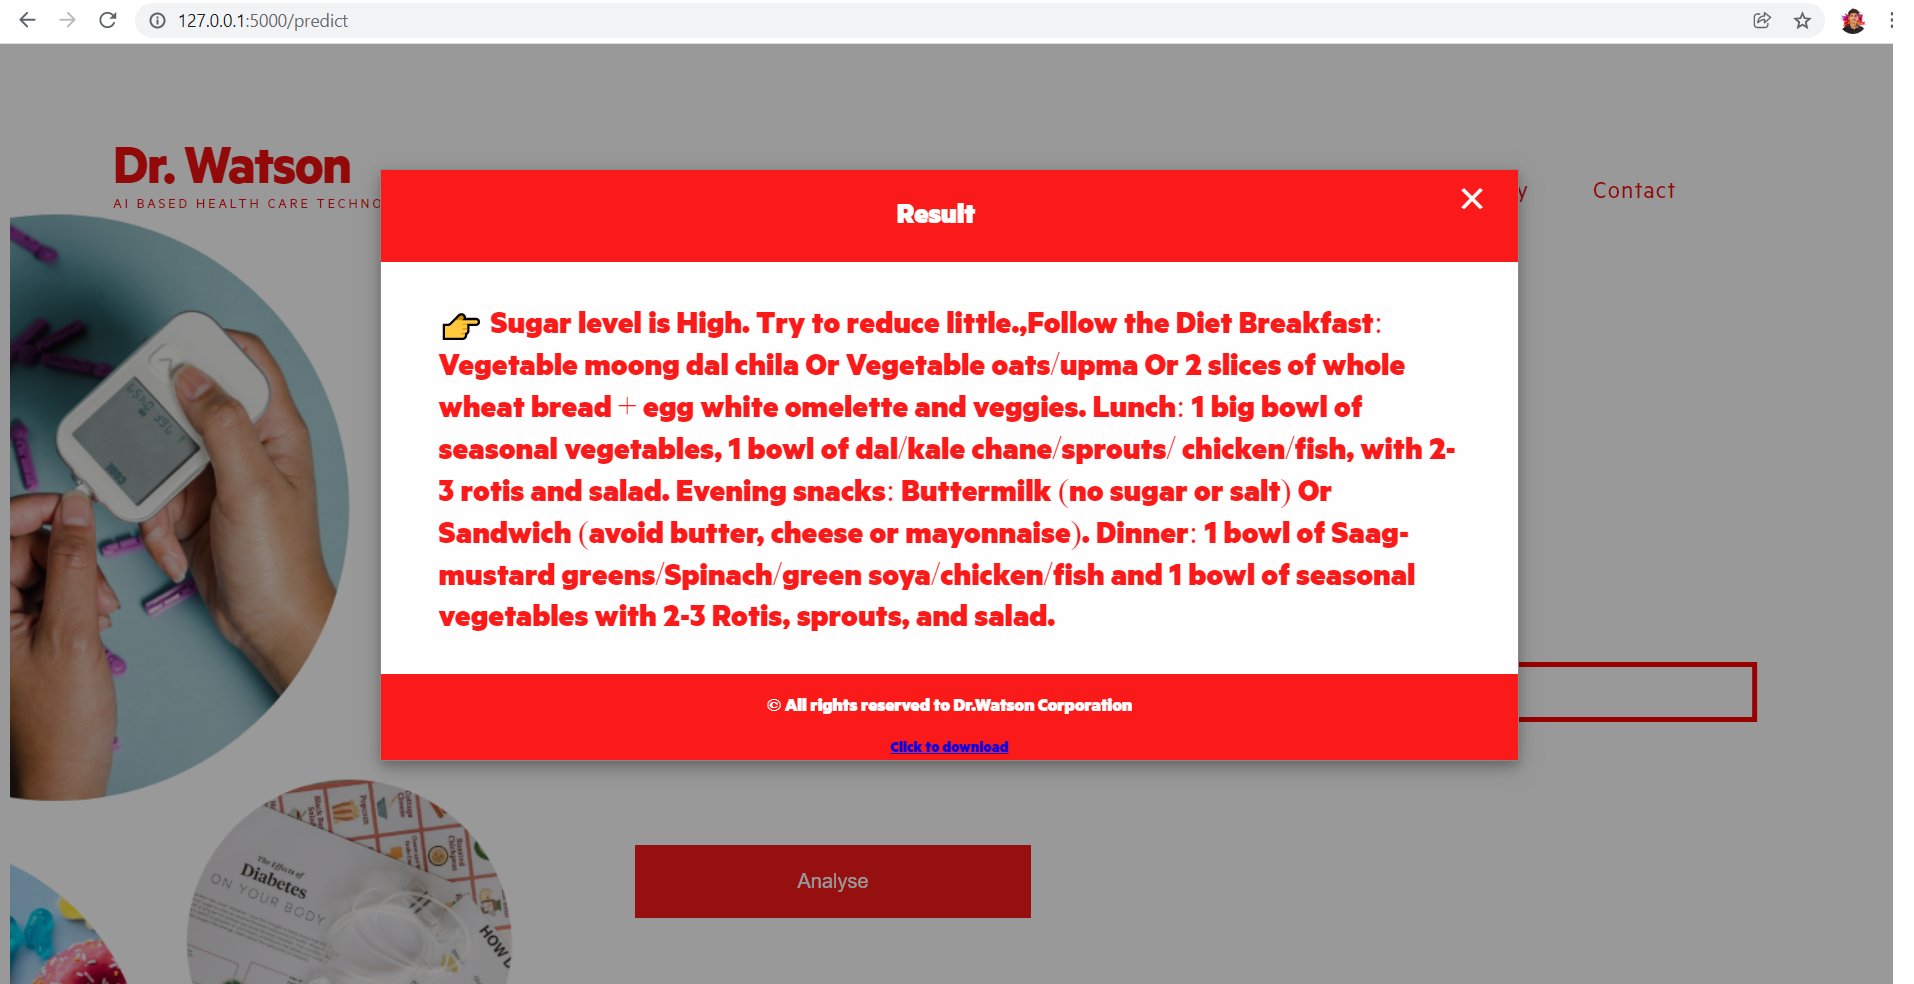 127.0.0.1:5000/predict
Dr. Watson
AI BASED HEALTH CARE TECHNO
y
Contact
Result
👉 Sugar level is High. Try to reduce little.,Follow the Diet Breakfast:
Vegetable moong dal chila Or Vegetable oats/upma Or 2 slices of whole
wheat bread + egg white omelette and veggies. Lunch: 1 big bowl of
seasonal vegetables, 1 bowl of dal/kale chane/sprouts/ chicken/fish, with 2-
3 rotis and salad. Evening snacks: Buttermilk (no sugar or salt) Or
Sandwich (avoid butter, cheese or mayonnaise). Dinner: 1 bowl of Saag-
mustard greens/Spinach/green soya/chicken/fish and 1 bowl of seasonal
vegetables with 2-3 Rotis, sprouts, and salad.
© All rights reserved to Dr.Watson Corporation
Click to download
Analyse
The Effects of
Diabetes
ON YOUR BODY
Popcorn
Cottage
Cheese
HOW D